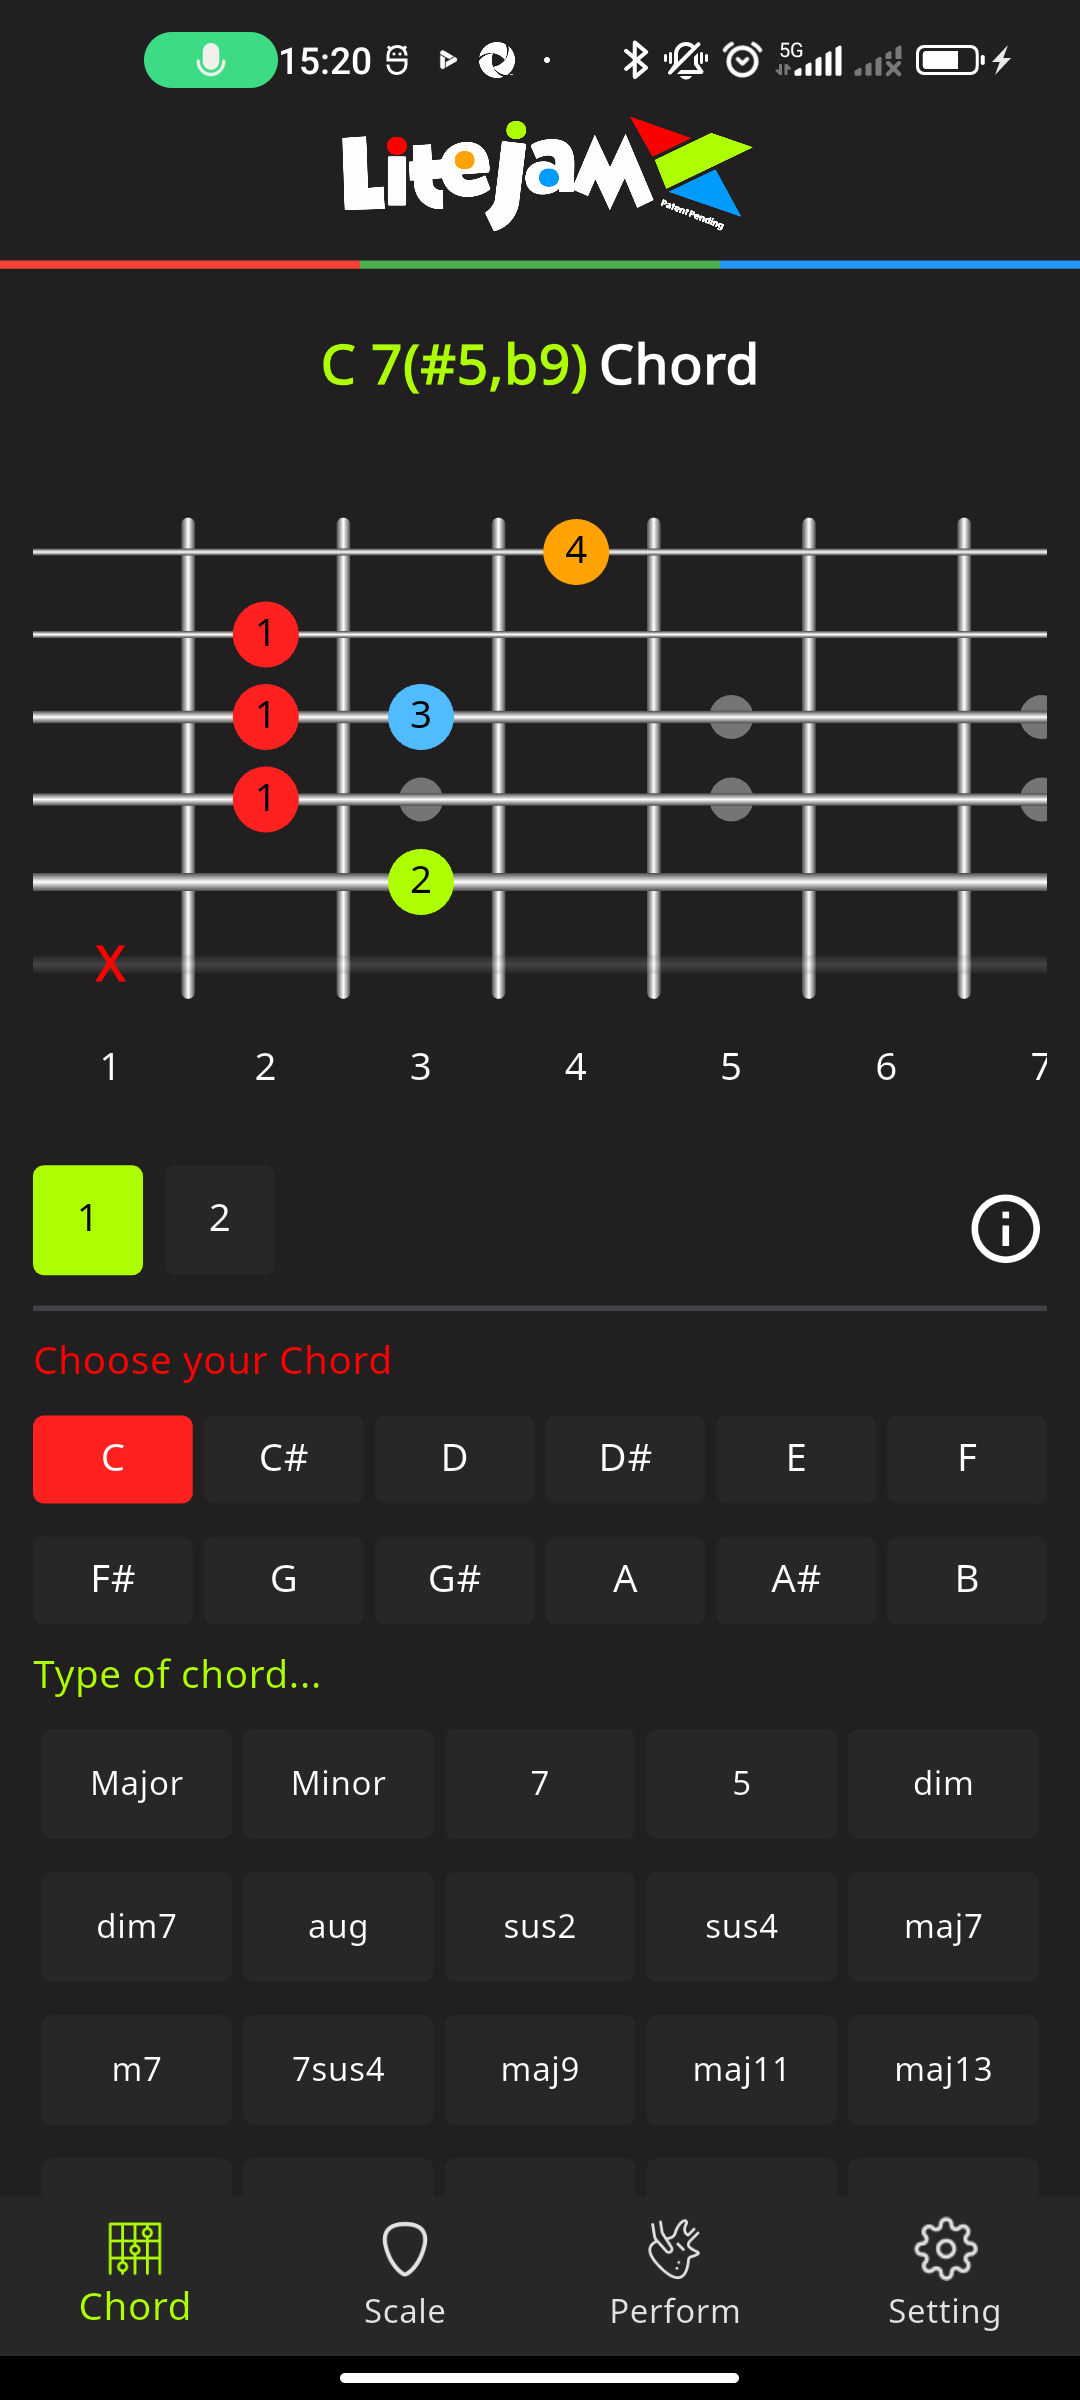 15:20 5G
Litejam
Patent Pending
C 7(#5,b9) Chord
4
1
1 3
1
2
X
1 2 3 4 5 6 7
1 2
Choose your Chord
C C# D D# E F
F# G G# A A# B
Type of chord...
Major Minor 7 5 dim
dim7 aug sus2 sus4 maj7
m7 7sus4 maj9 maj11 maj13
Chord Scale Perform Setting